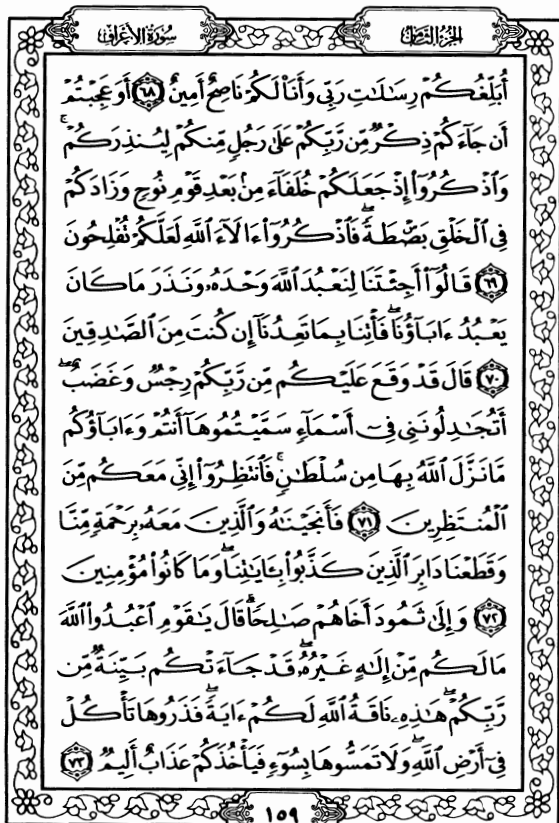 سورة الأعراف
الجزء الثامن
أُبَلِّغُكُمْ رِسَٰلَٰتِ رَبِّى وَأَنَا۠ لَكُمْ نَاصِحٌ أَمِينٌ ٦٨ أَوَعَجِبْتُمْ
أَن جَآءَكُمْ ذِكْرٌ مِّن رَّبِّكُمْ عَلَىٰ رَجُلٍ مِّنكُمْ لِيُنذِرَكُمْ ۚ
وَٱذْكُرُوٓا۟ إِذْ جَعَلَكُمْ خُلَفَآءَ مِنۢ بَعْدِ قَوْمِ نُوحٍ وَزَادَكُمْ
فِى ٱلْخَلْقِ بَصْۜطَةً ۖ فَٱذْكُرُوٓا۟ ءَالَآءَ ٱللَّهِ لَعَلَّكُمْ تُفْلِحُونَ
٦٩ قَالُوٓا۟ أَجِئْتَنَا لِنَعْبُدَ ٱللَّهَ وَحْدَهُۥ وَنَذَرَ مَا كَانَ
يَعْبُدُ ءَابَآؤُنَا ۖ فَأْتِنَا بِمَا تَعِدُنَآ إِن كُنتَ مِنَ ٱلصَّٰدِقِينَ
٧٠ قَالَ قَدْ وَقَعَ عَلَيْكُم مِّن رَّبِّكُمْ رِجْسٌ وَغَضَبٌ ۖ
أَتُجَٰدِلُونَنِى فِىٓ أَسْمَآءٍ سَمَّيْتُمُوهَآ أَنتُمْ وَءَابَآؤُكُم
مَّا نَزَّلَ ٱللَّهُ بِهَا مِن سُلْطَٰنٍ ۚ فَٱنتَظِرُوٓا۟ إِنِّى مَعَكُم مِّنَ
ٱلْمُنتَظِرِينَ ٧١ فَأَنجَيْنَٰهُ وَٱلَّذِينَ مَعَهُۥ بِرَحْمَةٍ مِّنَّا
وَقَطَعْنَا دَابِرَ ٱلَّذِينَ كَذَّبُوا۟ بِـَٔايَٰتِنَا ۖ وَمَا كَانُوا۟ مُؤْمِنِينَ
٧٢ وَإِلَىٰ ثَمُودَ أَخَاهُمْ صَٰلِحًا ۗ قَالَ يَٰقَوْمِ ٱعْبُدُوا۟ ٱللَّهَ
مَا لَكُم مِّنْ إِلَٰهٍ غَيْرُهُۥ ۖ قَدْ جَآءَتْكُم بَيِّنَةٌ مِّن
رَّبِّكُمْ ۖ هَٰذِهِۦ نَاقَةُ ٱللَّهِ لَكُمْ ءَايَةً ۖ فَذَرُوهَا تَأْكُلْ
فِىٓ أَرْضِ ٱللَّهِ ۖ وَلَا تَمَسُّوهَا بِسُوٓءٍ فَيَأْخُذَكُمْ عَذَابٌ أَلِيمٌ ٧٣
١٥٩